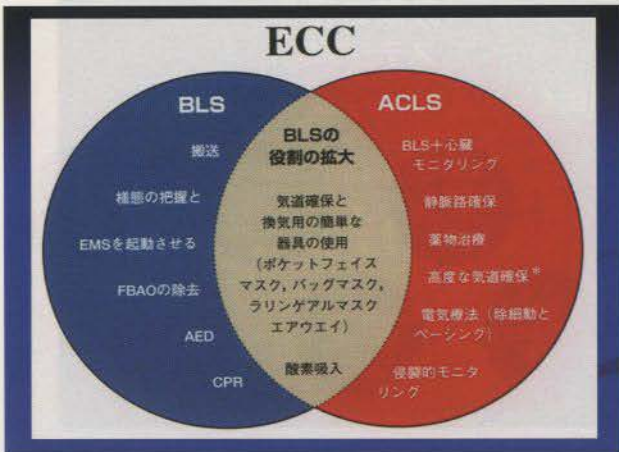 ECC
BLS
搬送
様態の把握と
EMSを起動させる
FBAOの除去
AED
CPR
BLSの
役割の拡大
気道確保と
換気用の簡単な
器具の使用
(ポケットフェイス
マスク，バッグマスク，
ラリンゲアルマスク
エアウエイ)
酸素吸入
ACLS
BLS＋心臓
モニタリング
静脈路確保
薬物治療
高度な気道確保*
電気療法（除細動と
ペーシング）
侵襲的モニタ
リング